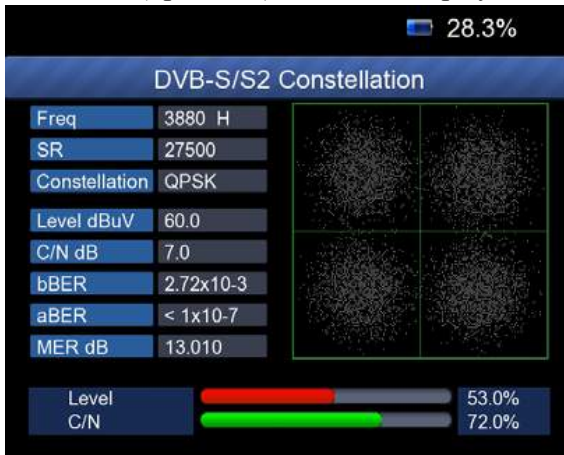 28.3%
DVB-S/S2 Constellation
Freq 3880 H
SR 27500
Constellation QPSK
Level dBuV 60.0
C/N dB 7.0
bBER 2.72x10-3
aBER < 1x10-7
MER dB 13.010
Level 53.0%
C/N 72.0%